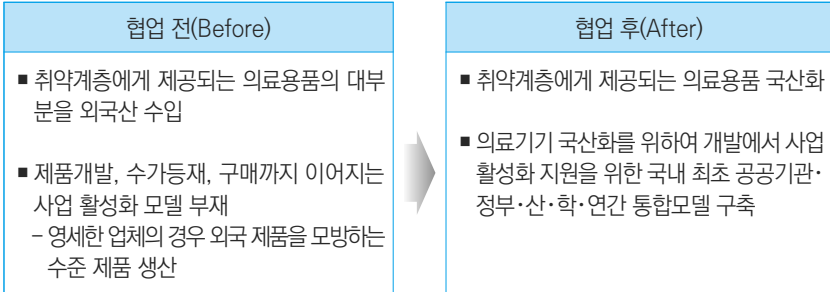 협업 전(Before)
■ 취약계층에게 제공되는 의료용품의 대부
분을 외국산 수입
■ 제품개발, 수가등재, 구매까지 이어지는
사업 활성화 모델 부재
– 영세한 업체의 경우 외국 제품을 모방하는
수준 제품 생산
협업 후(After)
■ 취약계층에게 제공되는 의료용품 국산화
■ 의료기기 국산화를 위하여 개발에서 사업
활성화 지원을 위한 국내 최초 공공기관·
정부·산·학·연간 통합모델 구축